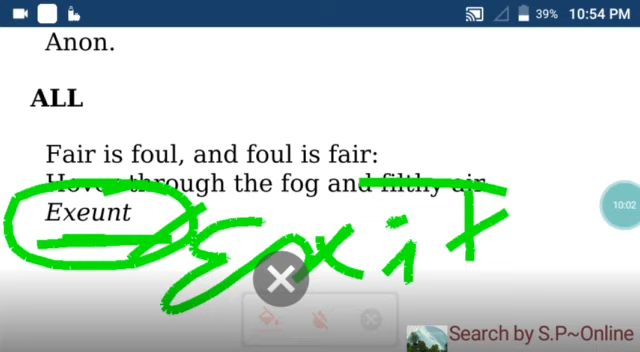 39% 10:54 PM
Anon.
ALL
Fair is foul, and foul is fair:
Hover through the fog and filthy air.
10:02
Exeunt
Exit
Search by S.P~Online